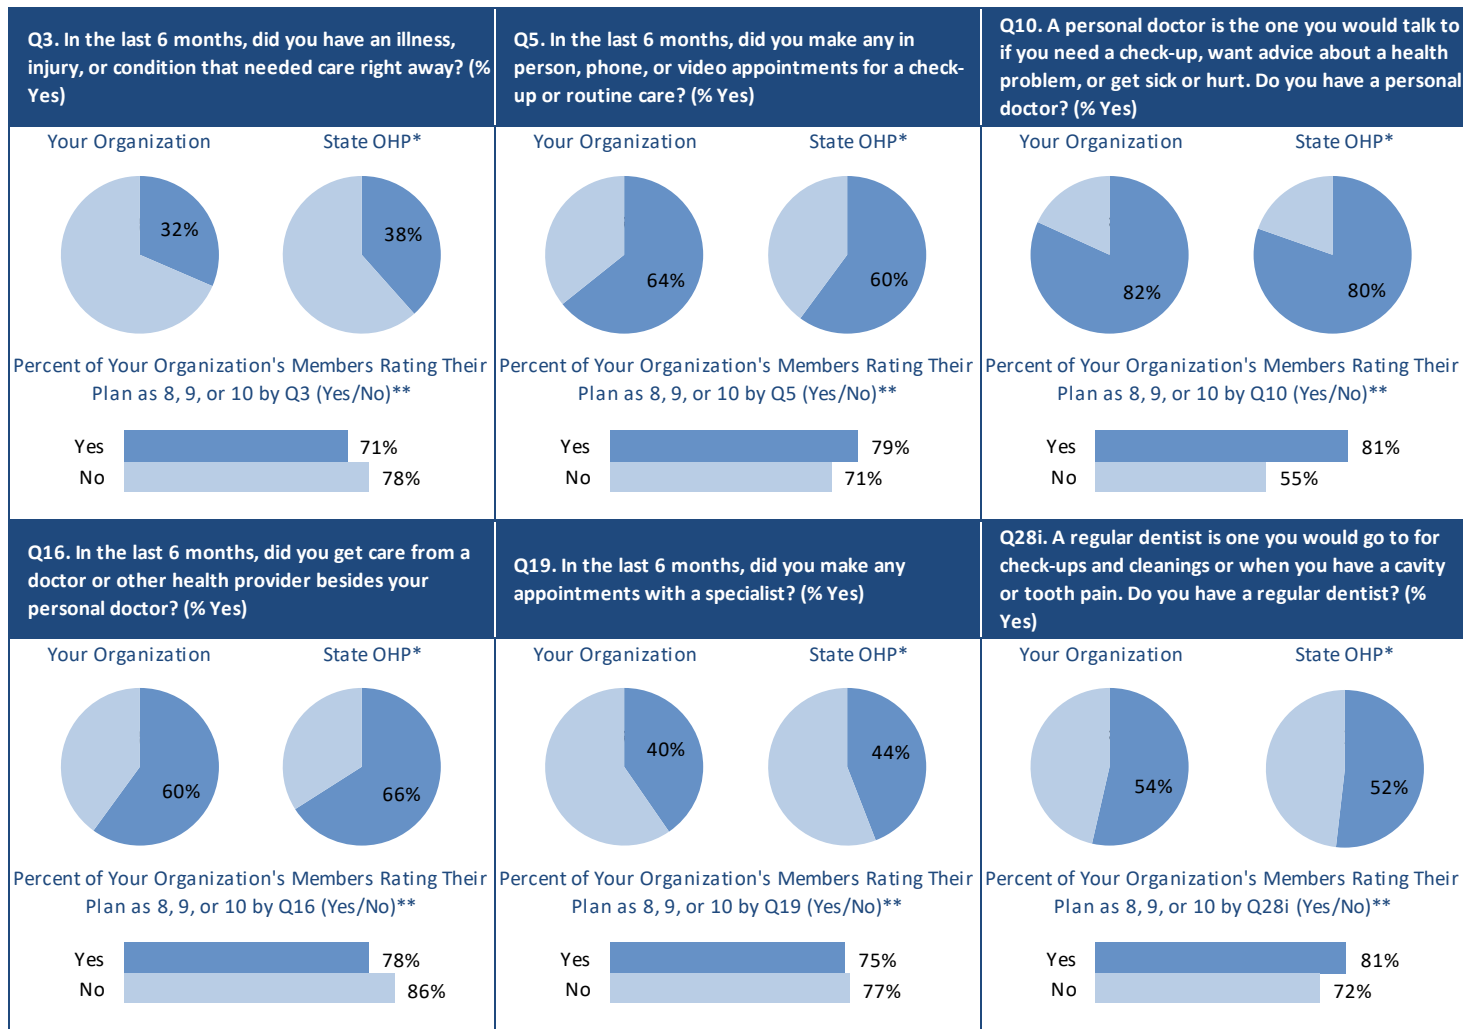 Q3. In the last 6 months, did you have an illness,
injury, or condition that needed care right away? (%
Yes)
Your Organization
State OHP*
32%
38%
Percent of Your Organization's Members Rating Their
Plan as 8, 9, or 10 by Q3 (Yes/No)**
Yes 71%
No 78%
Q5. In the last 6 months, did you make any in
person, phone, or video appointments for a check-
up or routine care? (% Yes)
Your Organization
State OHP*
64%
60%
Percent of Your Organization's Members Rating Their
Plan as 8, 9, or 10 by Q5 (Yes/No)**
Yes 79%
No 71%
Q10. A personal doctor is the one you would talk to
if you need a check-up, want advice about a health
problem, or get sick or hurt. Do you have a personal
doctor? (% Yes)
Your Organization
State OHP*
82%
80%
Percent of Your Organization's Members Rating Their
Plan as 8, 9, or 10 by Q10 (Yes/No)**
Yes 81%
No 55%
Q16. In the last 6 months, did you get care from a
doctor or other health provider besides your
personal doctor? (% Yes)
Your Organization
State OHP*
60%
66%
Percent of Your Organization's Members Rating Their
Plan as 8, 9, or 10 by Q16 (Yes/No)**
Yes 78%
No 86%
Q19. In the last 6 months, did you make any
appointments with a specialist? (% Yes)
Your Organization
State OHP*
40%
44%
Percent of Your Organization's Members Rating Their
Plan as 8, 9, or 10 by Q19 (Yes/No)**
Yes 75%
No 77%
Q28i. A regular dentist is one you would go to for
check-ups and cleanings or when you have a cavity
or tooth pain. Do you have a regular dentist? (%
Yes)
Your Organization
State OHP*
54%
52%
Percent of Your Organization's Members Rating Their
Plan as 8, 9, or 10 by Q28i (Yes/No)**
Yes 81%
No 72%